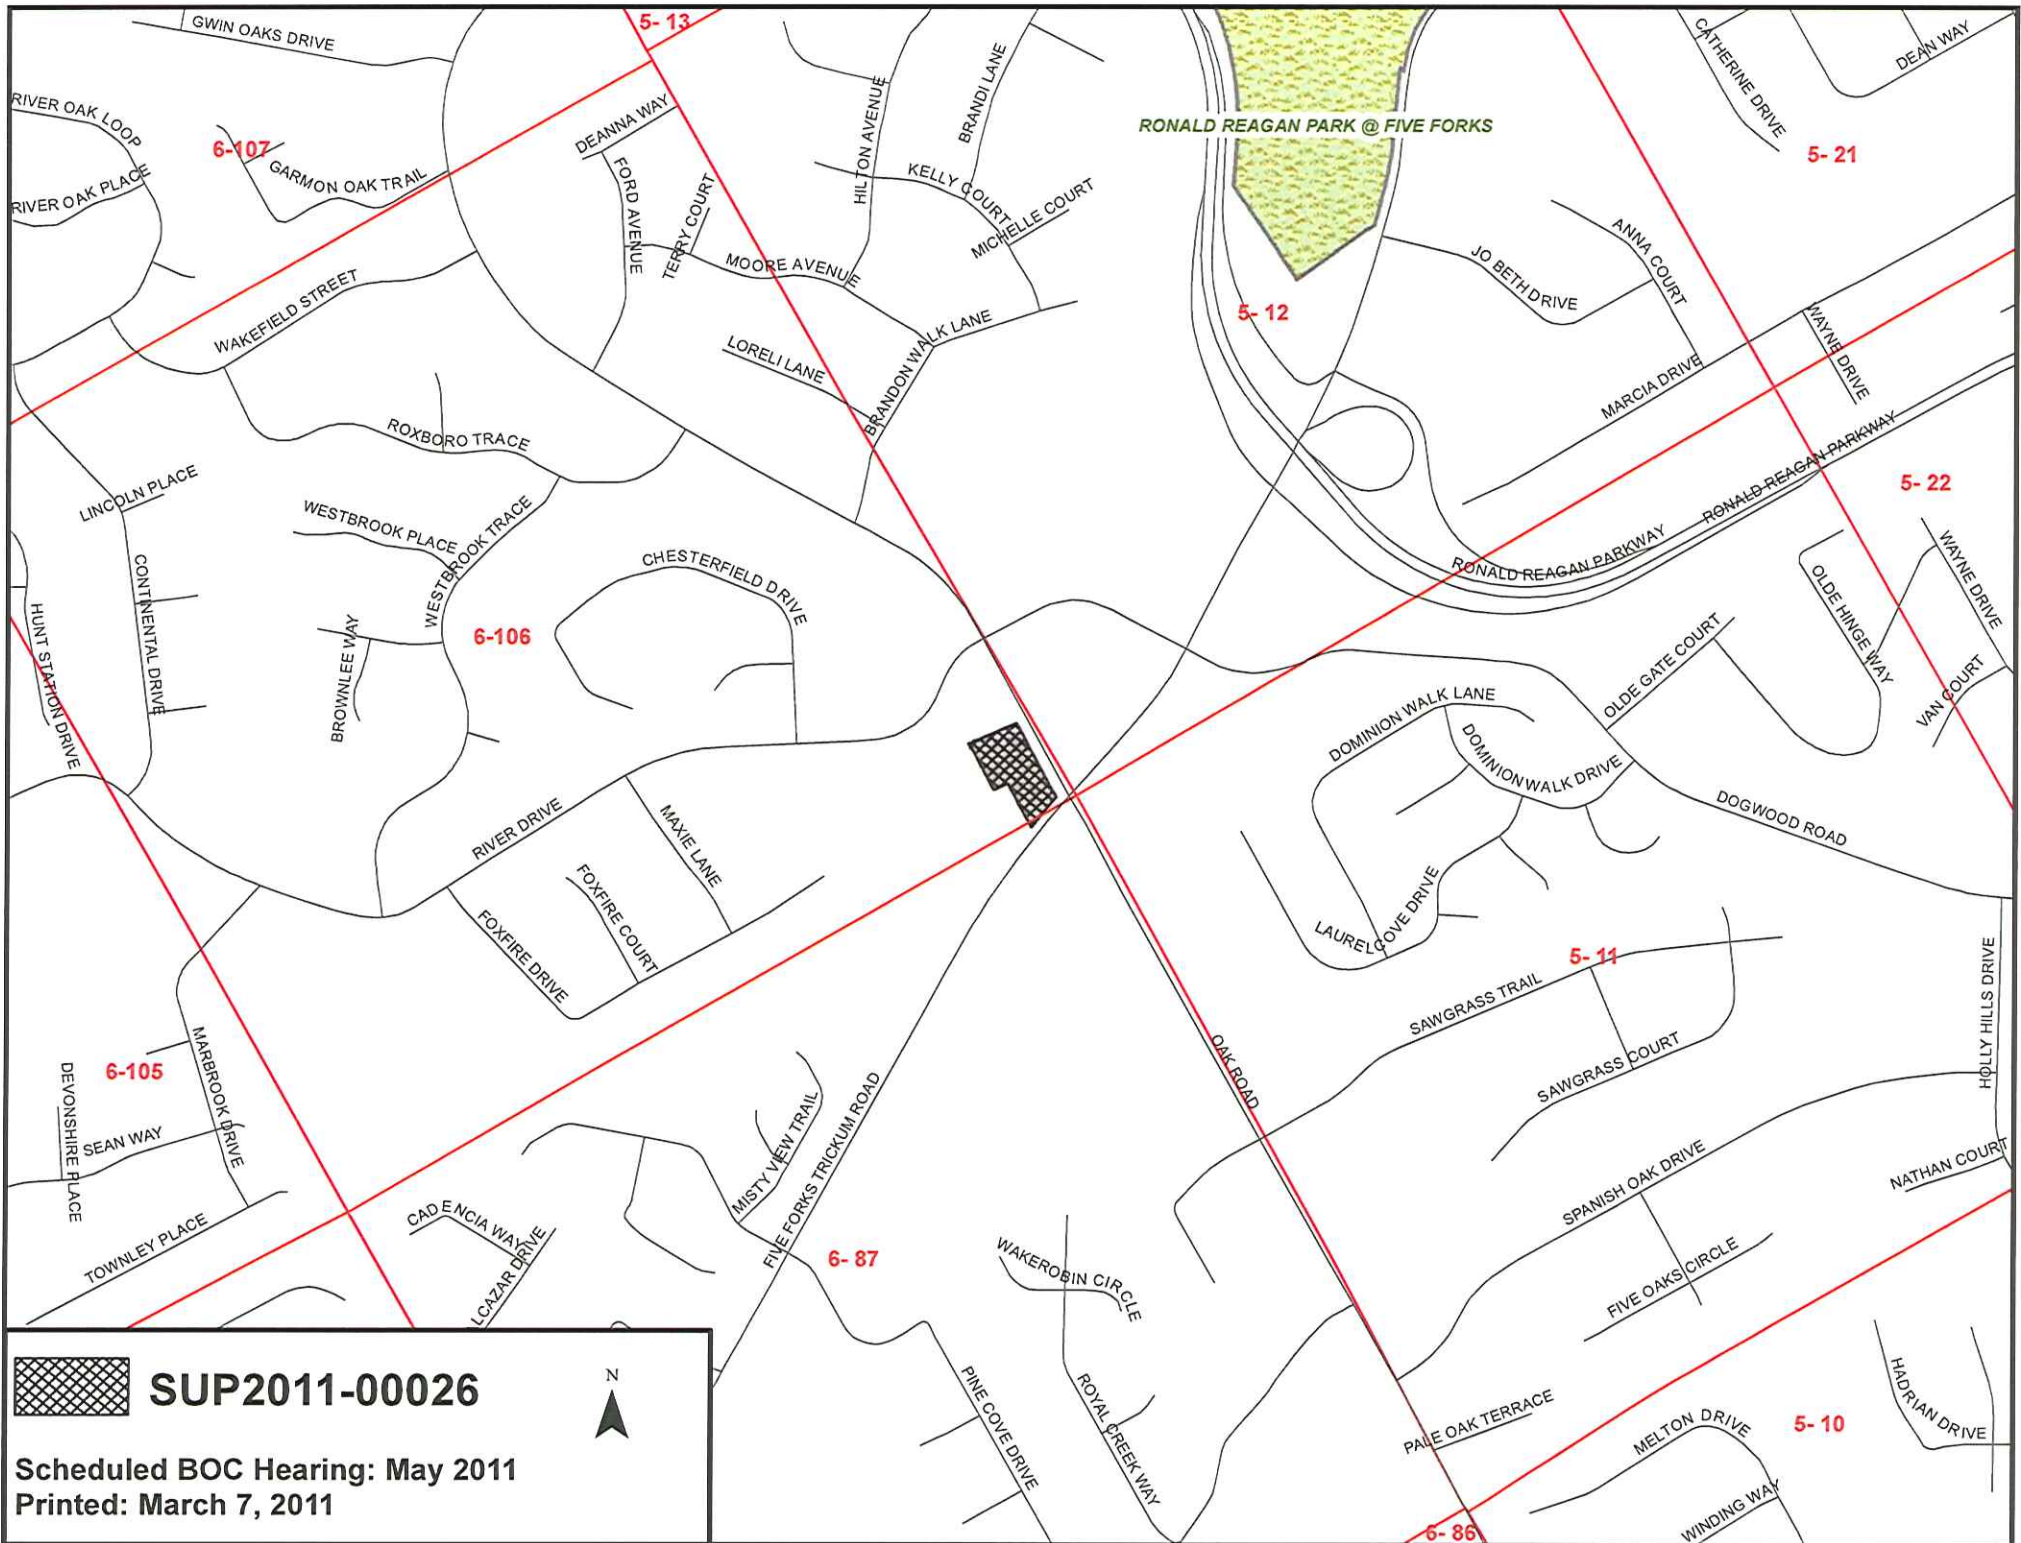 GWIN OAKS DRIVE
5- 13
RIVER OAK LOOP
6-107
GARMON OAK TRAIL
RIVER OAK PLACE
DEANNA WAY
FORD AVENUE
TERRY COURT
HILTON AVENUE
BRANDI LANE
KELLY COURT
MICHELLE COURT
MOORE AVENUE
WAKEFIELD STREET
LORELI LANE
BRANDON WALK LANE
RONALD REAGAN PARK @ FIVE FORKS
CATHERINE DRIVE
DEAN WAY
5- 21
5- 12
JO BETH DRIVE
ANNA COURT
MARCIA DRIVE
WAYNE DRIVE
RONALD REAGAN PARKWAY
RONALD REAGAN PARKWAY
5- 22
ROXBORO TRACE
LINCOLN PLACE
WESTBROOK PLACE
WESTBROOK TRACE
CHESTERFIELD DRIVE
CONTINENTAL DRIVE
HUNT STATION DRIVE
BROWNLEE WAY
6-106
WAYNE DRIVE
OLDE HINGE WAY
OLDE GATE COURT
VAN COURT
DOMINION WALK LANE
DOMINION WALK DRIVE
DOGWOOD ROAD
RIVER DRIVE
MAXIE LANE
FOXFIRE COURT
FOXFIRE DRIVE
LAUREL COVE DRIVE
5- 11
SAWGRASS TRAIL
SAWGRASS COURT
HOLLY HILLS DRIVE
OAK ROAD
6-105
MARBROOK DRIVE
DEVONSHIRE PLACE
SEAN WAY
TOWNLEY PLACE
CADENCIA WAY
LCAZAR DRIVE
MISTY VIEW TRAIL
FIVE FORKS TRICKUM ROAD
6- 87
WAKEROBIN CIRCLE
SPANISH OAK DRIVE
NATHAN COURT
FIVE OAKS CIRCLE
PINE COVE DRIVE
ROYAL CREEK WAY
PALE OAK TERRACE
MELTON DRIVE
5- 10
HADRIAN DRIVE
WINDING WAY
6- 86
SUP2011-00026
N
Scheduled BOC Hearing: May 2011
Printed: March 7, 2011